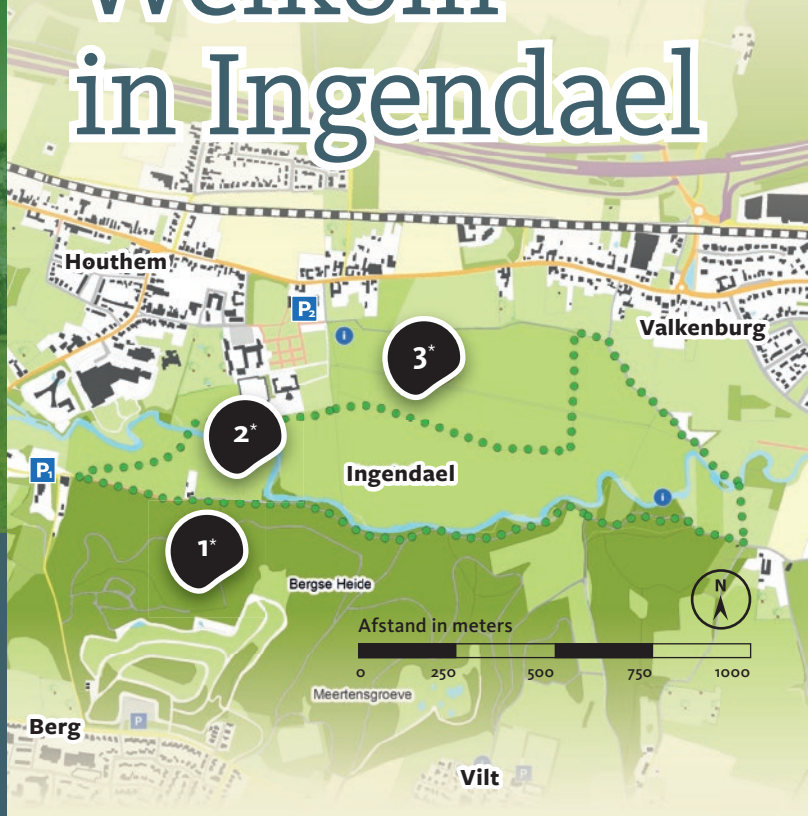 Welkom
in Ingendael
Houthem
P2
i
3*
Valkenburg
2*
P1
Ingendael
i
1*
Bergse Heide
N
Afstand in meters
0 250 500 750 1000
Meertensgroeve
Berg
P
Vilt
P